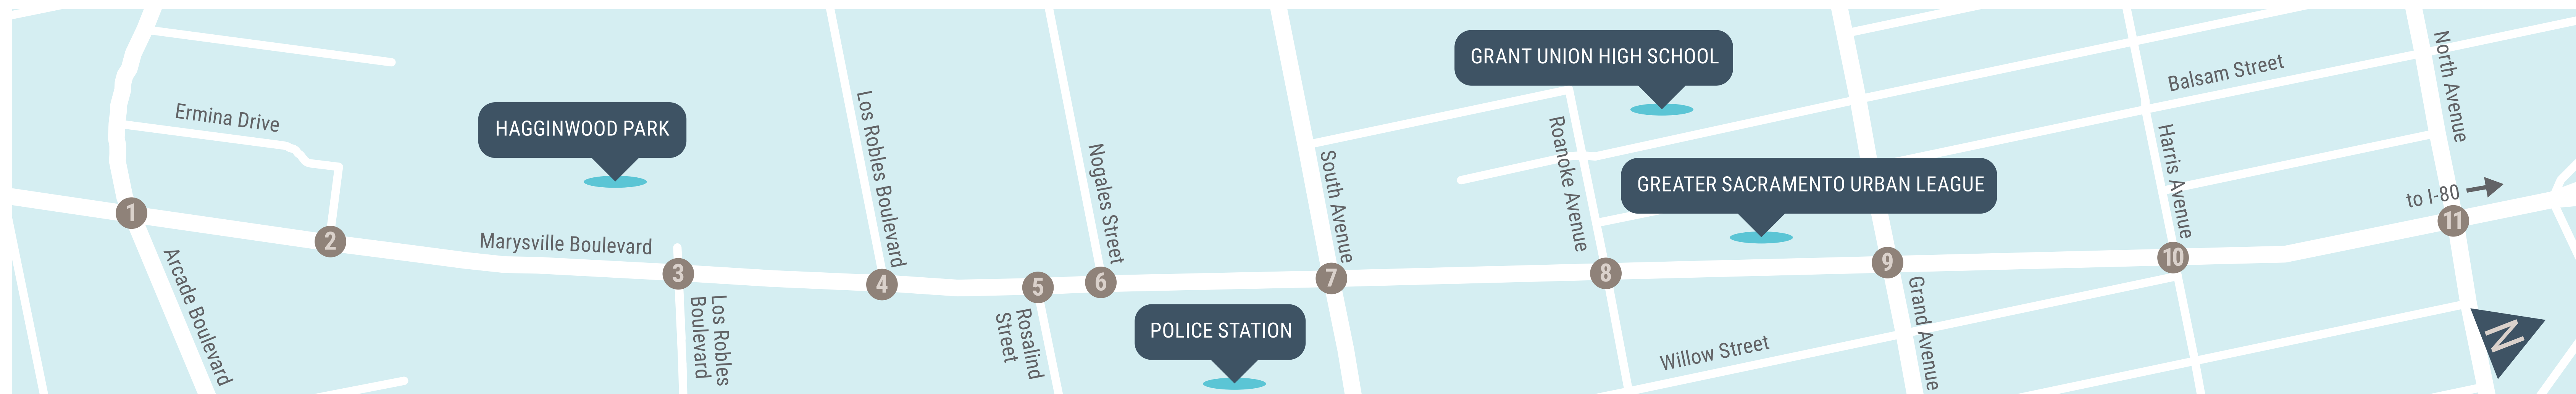 GRANT UNION HIGH SCHOOL
North Avenue
Balsam Street
Ermina Drive
HAGGINWOOD PARK
Los Robles Boulevard
Nogales Street
South Avenue
Roanoke Avenue
GREATER SACRAMENTO URBAN LEAGUE
Harris Avenue
to I-80
1
2
Marysville Boulevard
3
4
5
6
7
8
9
10
11
Arcade Boulevard
Los Robles
Boulevard
Rosalind
Street
POLICE STATION
Willow Street
Grand Avenue
N